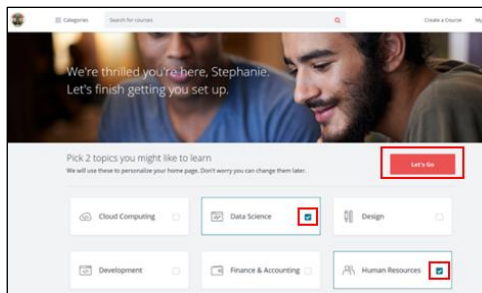 Categories
Search for courses
Create a Course
My
We're thrilled you're here, Stephanie.
Let's finish getting you set up.
Pick 2 topics you might like to learn
We will use these to personalize your home page. Don't worry you can change them later.
Let's Go
Cloud Computing
Data Science
Design
Development
Finance & Accounting
Human Resources